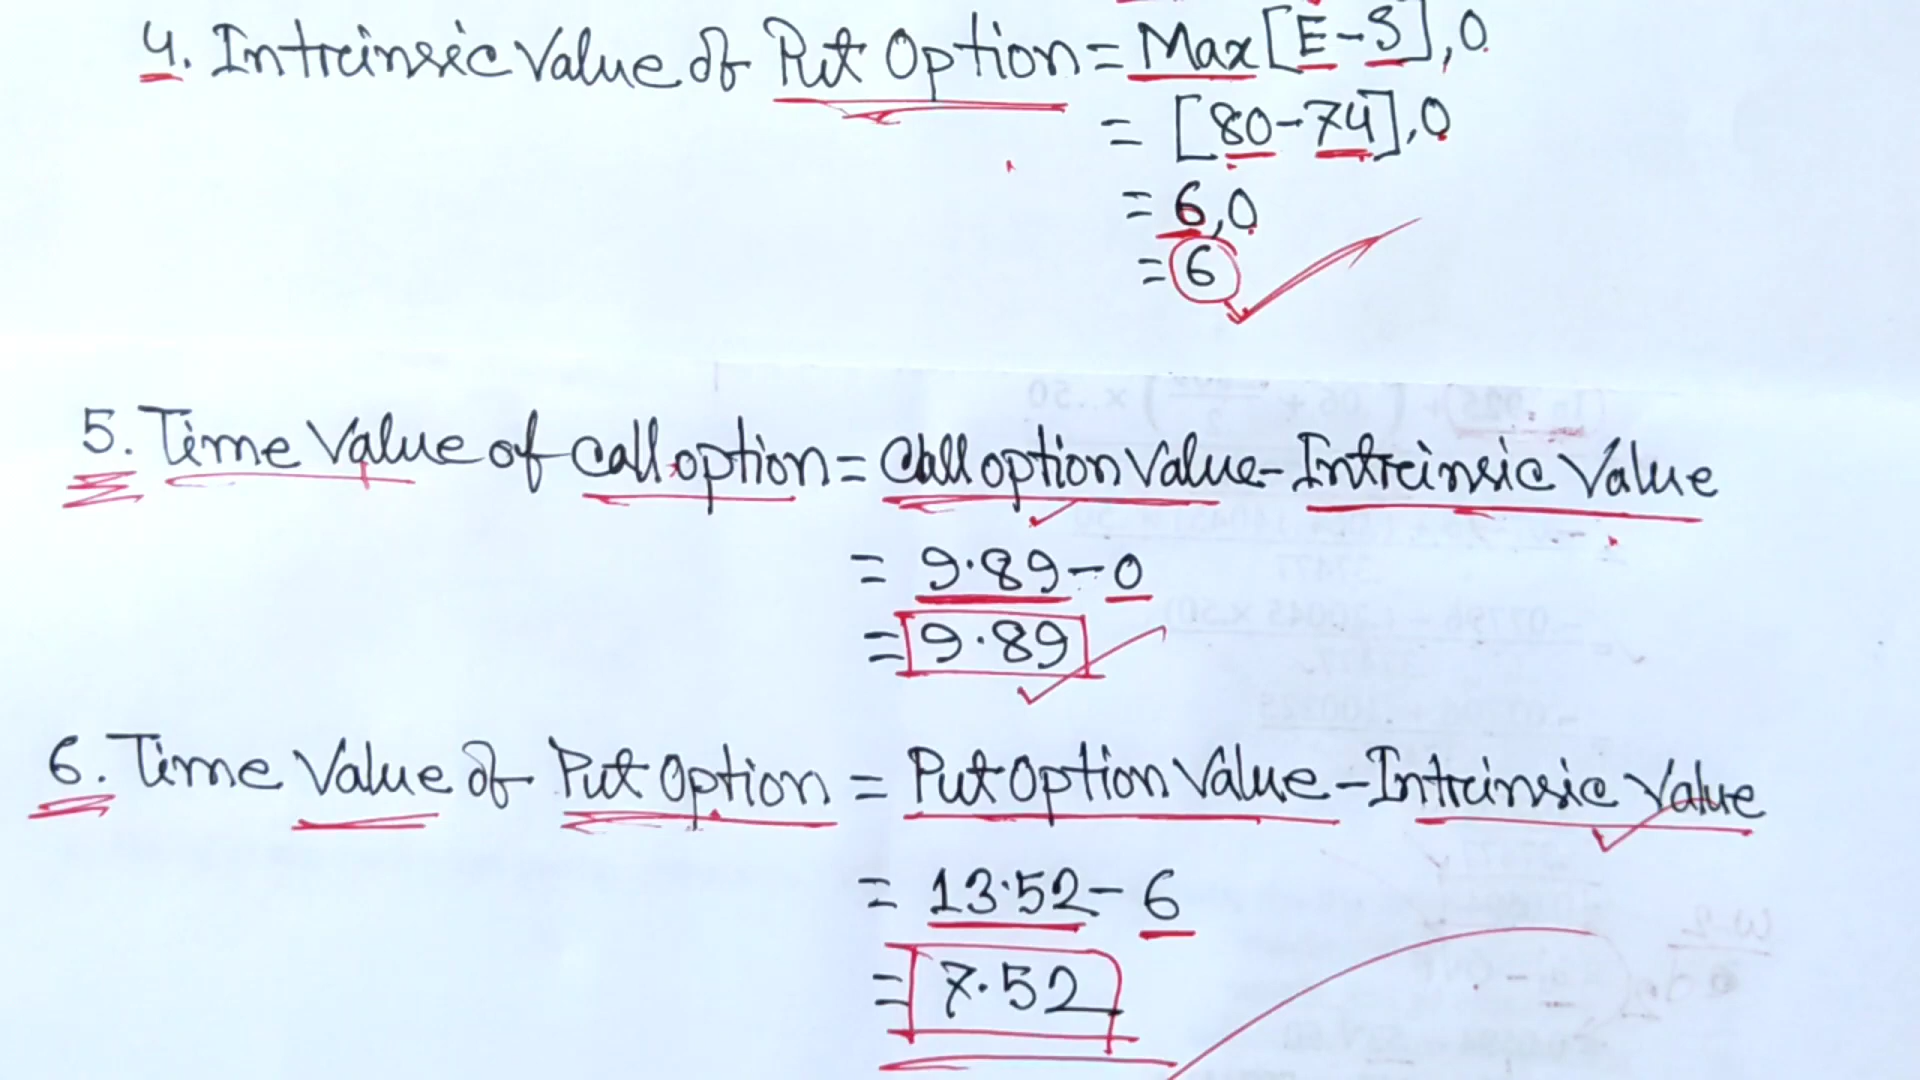 4. Intrinsic Value of Put Option = Max [E-S], 0
= [80-74], 0
= 6, 0
= 6
5. Time Value of call option = Call option Value - Intrinsic Value
= 9.89 - 0
= 9.89
6. Time Value of Put Option = Put Option Value - Intrinsic Value
= 13.52 - 6
= 7.52